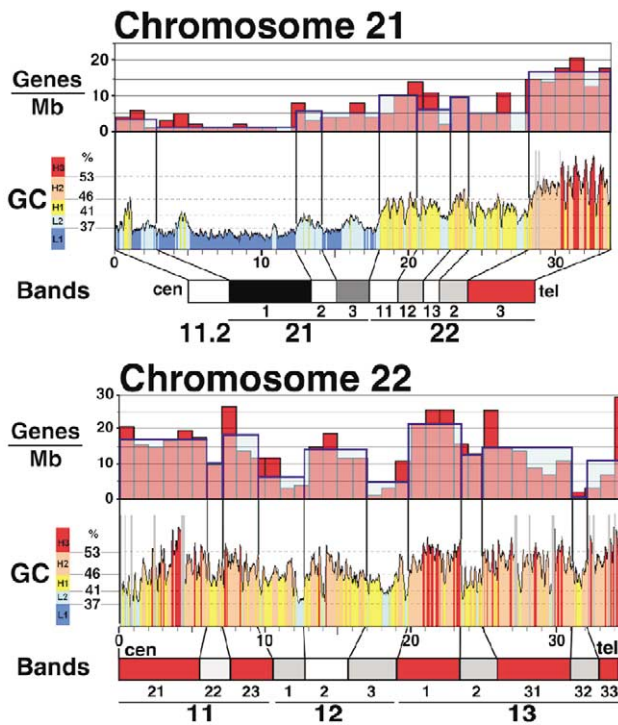 Chromosome 21
Genes
Mb
20
10
0
GC
%
53
46
41
37
H3
H2
H1
L2
L1
0 10 20 30
Bands
cen tel
1 2 3 11 12 13 2 3
11.2 21 22
Chromosome 22
Genes
Mb
30
20
10
0
GC
%
53
46
41
37
H3
H2
H1
L2
L1
0 10 20 30
Bands
cen tel
21 22 23 1 2 3 1 2 31 32 33
11 12 13